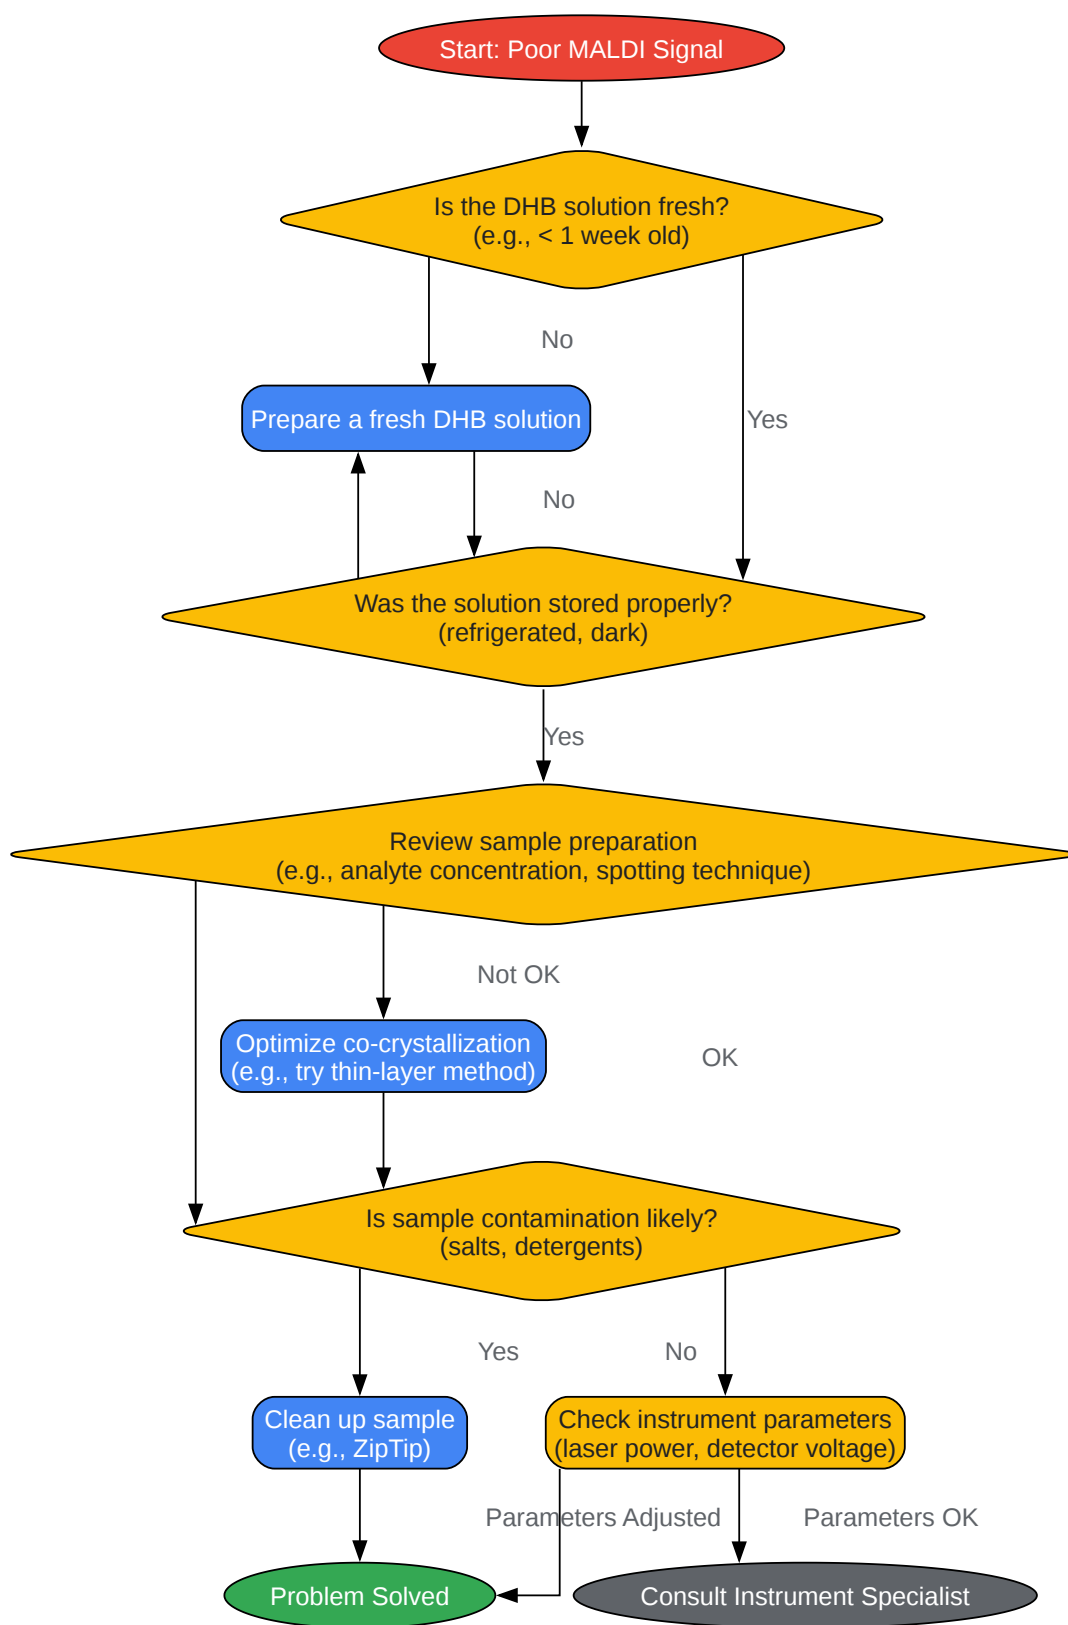 Start: Poor MALDI Signal
Is the DHB solution fresh?
(e.g., < 1 week old)
No
Prepare a fresh DHB solution
Yes
No
Was the solution stored properly?
(refrigerated, dark)
Yes
Review sample preparation
(e.g., analyte concentration, spotting technique)
Not OK
Optimize co-crystallization
(e.g., try thin-layer method)
OK
Is sample contamination likely?
(salts, detergents)
Yes
No
Clean up sample
(e.g., ZipTip)
Check instrument parameters
(laser power, detector voltage)
Parameters Adjusted
Parameters OK
Problem Solved
Consult Instrument Specialist